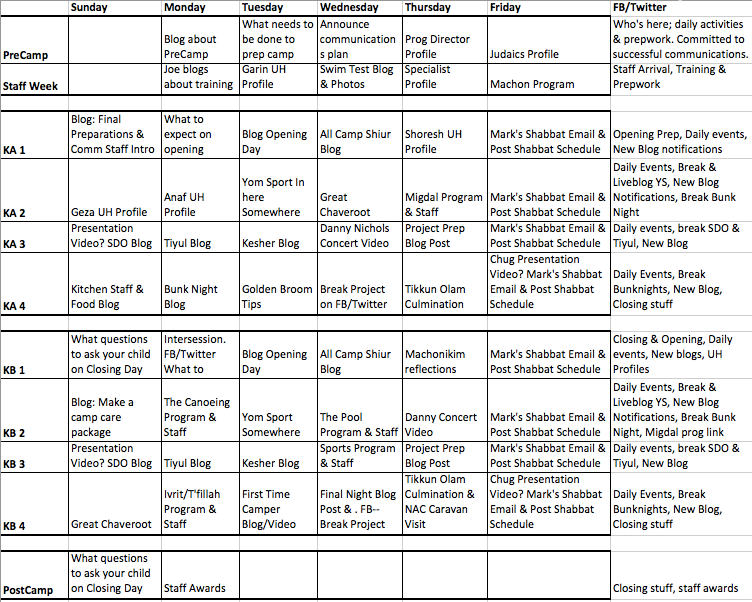 Sunday
Monday
Tuesday
Wednesday
Thursday
Friday
FB/Twitter
PreCamp
Blog about
PreCamp
What needs to
be done to
prep camp
Announce
communication
s plan
Prog Director
Profile
Judaics Profile
Who's here; daily activities
& prepwork. Committed to
successful communications.
Staff Week
Joe blogs
about training
Garin UH
Profile
Swim Test Blog
& Photos
Specialist
Profile
Machon Program
Staff Arrival, Training &
Prepwork
KA 1
Blog: Final
Preparations &
Comm Staff Intro
What to
expect on
opening
Blog Opening
Day
All Camp Shiur
Blog
Shoresh UH
Profile
Mark's Shabbat Email &
Post Shabbat Schedule
Opening Prep, Daily events,
New Blog notifications
KA 2
Geza UH Profile
Anaf UH
Profile
Yom Sport In
here
Somewhere
Great
Chaveroot
Migdal Program
& Staff
Mark's Shabbat Email &
Post Shabbat Schedule
Daily Events, Break &
Liveblog YS, New Blog
Notifications, Break Bunk
Night
KA 3
Presentation
Video? SDO Blog
Tiyul Blog
Kesher Blog
Danny Nichols
Concert Video
Project Prep
Blog Post
Mark's Shabbat Email &
Post Shabbat Schedule
Daily events, break SDO &
Tiyul, New Blog
KA 4
Kitchen Staff &
Food Blog
Bunk Night
Blog
Golden Broom
Tips
Break Project
on FB/Twitter
Tikkun Olam
Culmination
Chug Presentation
Video? Mark's Shabbat
Email & Post Shabbat
Schedule
Daily Events, Break
Bunknights, New Blog,
Closing stuff
KB 1
What questions
to ask your child
on Closing Day
Intersession.
FB/Twitter
What to
Blog Opening
Day
All Camp Shiur
Blog
Machonikim
reflections
Mark's Shabbat Email &
Post Shabbat Schedule
Closing & Opening, Daily
events, New blogs, UH
Profiles
KB 2
Blog: Make a
camp care
package
The Canoeing
Program &
Staff
Yom Sport
Somewhere
The Pool
Program & Staff
Danny Concert
Video
Mark's Shabbat Email &
Post Shabbat Schedule
Daily Events, Break &
Liveblog YS, New Blog
Notifications, Break Bunk
Night, Migdal prog link
KB 3
Presentation
Video? SDO Blog
Tiyul Blog
Kesher Blog
Sports Program
& Staff
Project Prep
Blog Post
Mark's Shabbat Email &
Post Shabbat Schedule
Daily events, break SDO &
Tiyul, New Blog
KB 4
Great Chaveroot
Ivrit/T'fillah
Program &
Staff
First Time
Camper
Blog/Video
Final Night Blog
Post & . FB--
Break Project
Tikkun Olam
Culmination &
NAC Caravan
Visit
Chug Presentation
Video? Mark's Shabbat
Email & Post Shabbat
Schedule
Daily Events, Break
Bunknights, New Blog,
Closing stuff
PostCamp
What questions
to ask your child
on Closing Day
Staff Awards
Closing stuff, staff awards